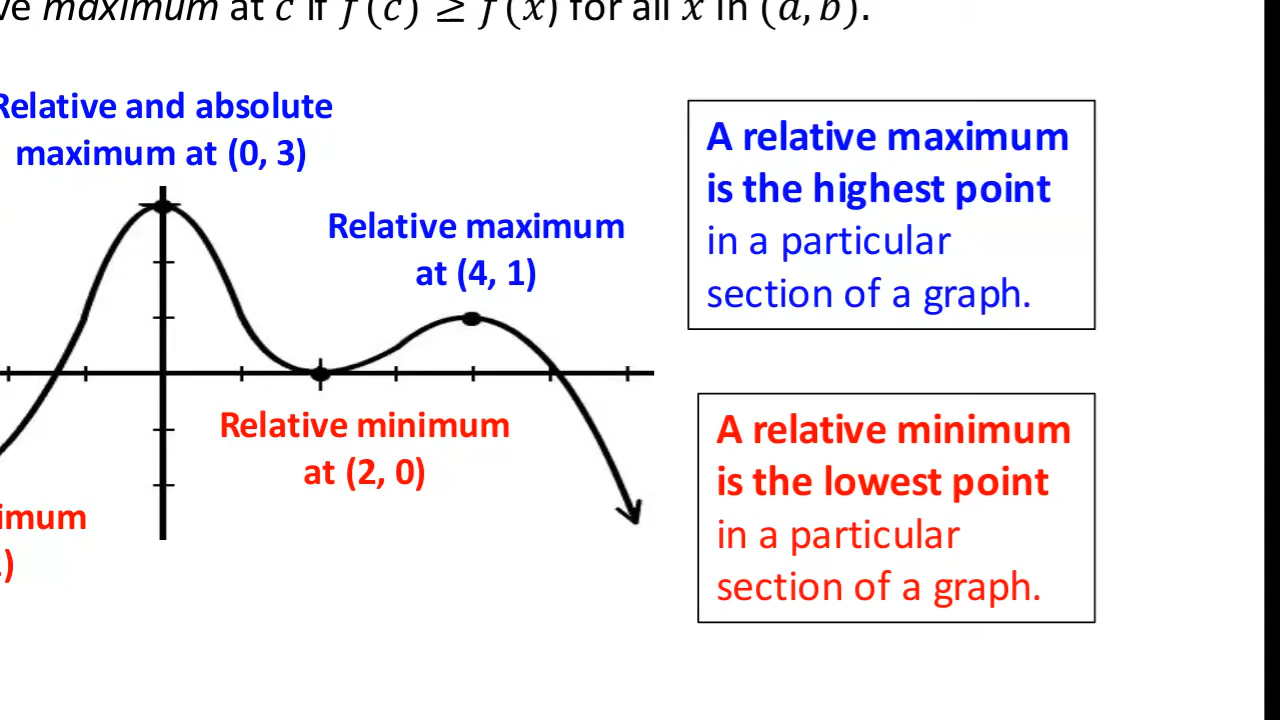 ve maximum at c if f(c) ≥ f(x) for all x in (a, b).
Relative and absolute
maximum at (0, 3)
Relative maximum
at (4, 1)
Relative minimum
at (2, 0)
imum
)
A relative maximum
is the highest point
in a particular
section of a graph.
A relative minimum
is the lowest point
in a particular
section of a graph.